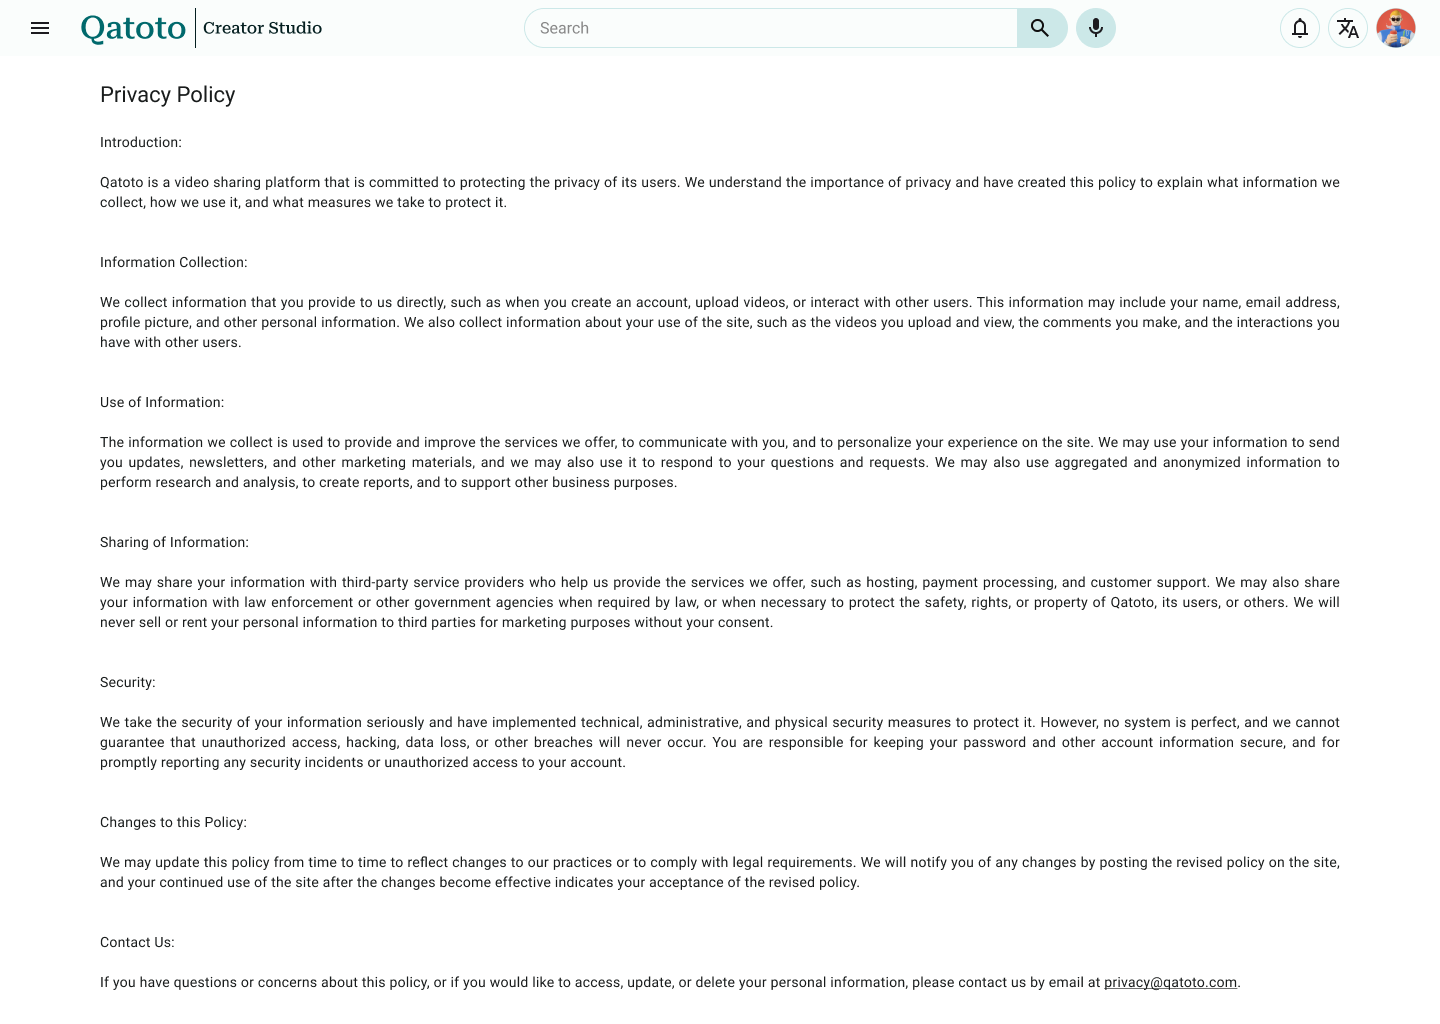 Qatoto
Creator Studio
Search
Privacy Policy
Introduction:
Qatoto is a video sharing platform that is committed to protecting the privacy of its users. We understand the importance of privacy and have created this policy to explain what information we
collect, how we use it, and what measures we take to protect it.
Information Collection:
We collect information that you provide to us directly, such as when you create an account, upload videos, or interact with other users. This information may include your name, email address,
profile picture, and other personal information. We also collect information about your use of the site, such as the videos you upload and view, the comments you make, and the interactions you
have with other users.
Use of Information:
The information we collect is used to provide and improve the services we offer, to communicate with you, and to personalize your experience on the site. We may use your information to send
you updates, newsletters, and other marketing materials, and we may also use it to respond to your questions and requests. We may also use aggregated and anonymized information to
perform research and analysis, to create reports, and to support other business purposes.
Sharing of Information:
We may share your information with third-party service providers who help us provide the services we offer, such as hosting, payment processing, and customer support. We may also share
your information with law enforcement or other government agencies when required by law, or when necessary to protect the safety, rights, or property of Qatoto, its users, or others. We will
never sell or rent your personal information to third parties for marketing purposes without your consent.
Security:
We take the security of your information seriously and have implemented technical, administrative, and physical security measures to protect it. However, no system is perfect, and we cannot
guarantee that unauthorized access, hacking, data loss, or other breaches will never occur. You are responsible for keeping your password and other account information secure, and for
promptly reporting any security incidents or unauthorized access to your account.
Changes to this Policy:
We may update this policy from time to time to reflect changes to our practices or to comply with legal requirements. We will notify you of any changes by posting the revised policy on the site,
and your continued use of the site after the changes become effective indicates your acceptance of the revised policy.
Contact Us:
If you have questions or concerns about this policy, or if you would like to access, update, or delete your personal information, please contact us by email at privacy@qatoto.com.